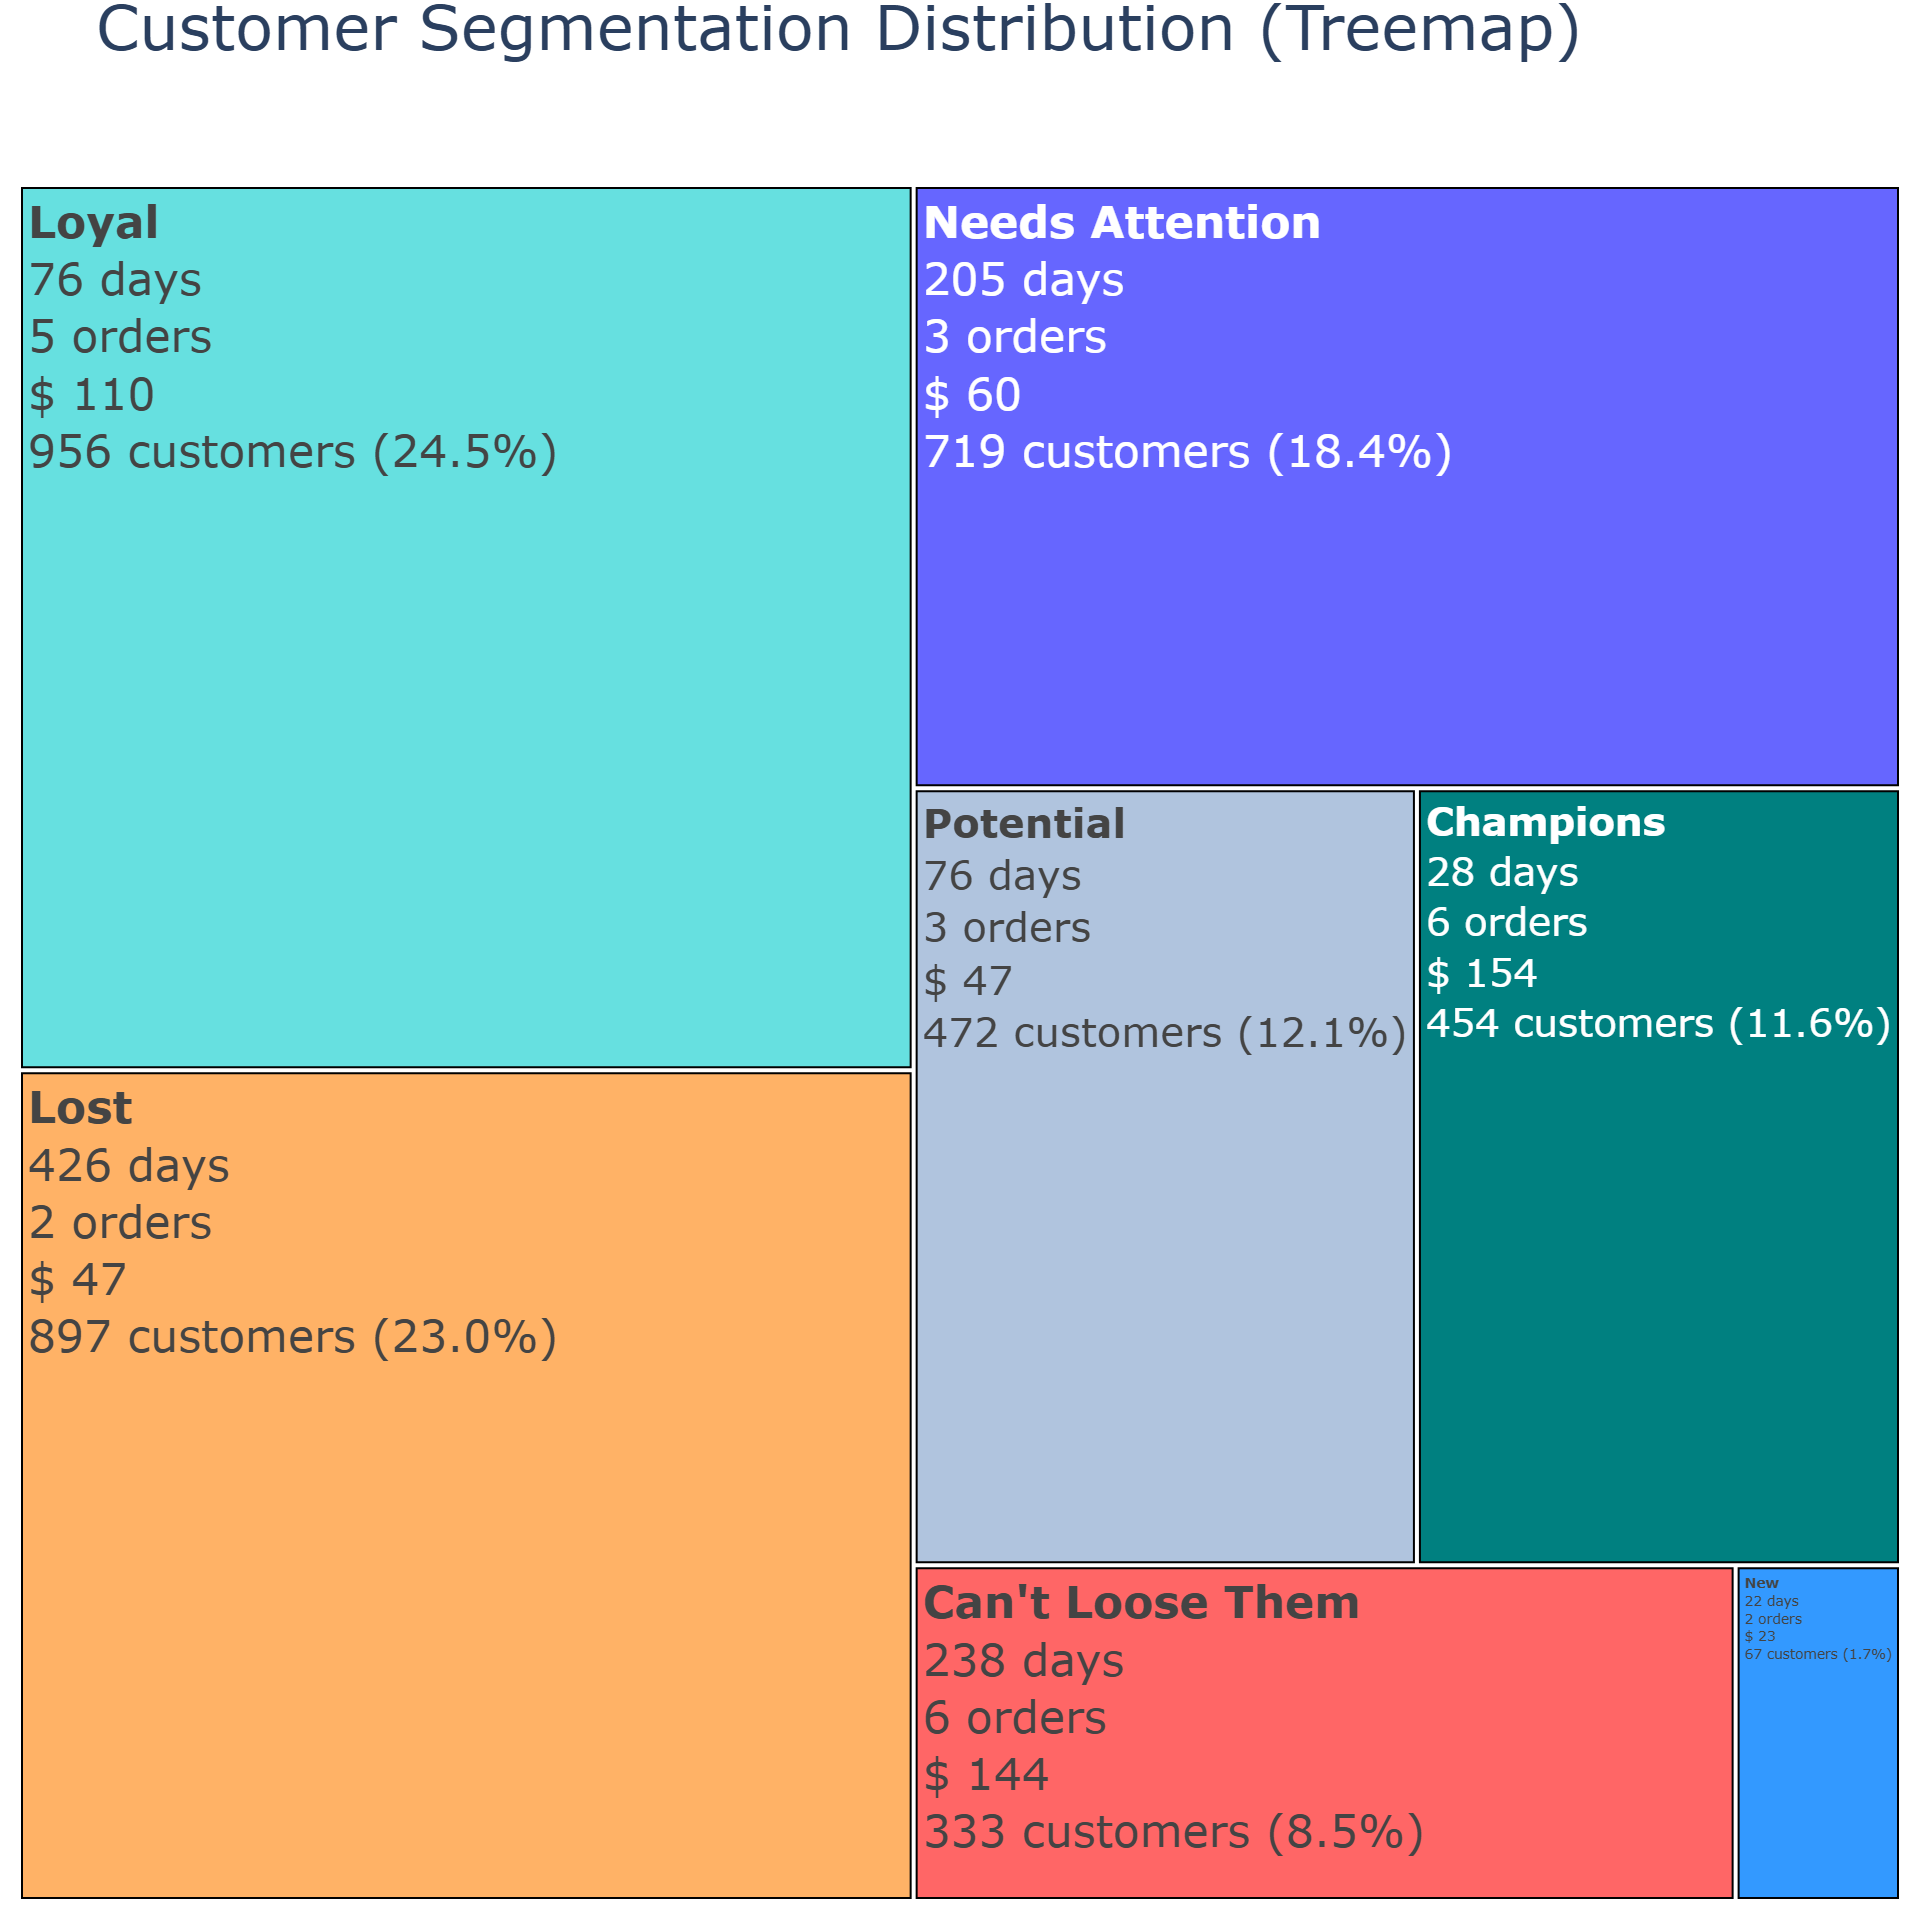 Customer Segmentation Distribution (Treemap)
Loyal
76 days
5 orders
$ 110
956 customers (24.5%)
Needs Attention
205 days
3 orders
$ 60
719 customers (18.4%)
Potential
76 days
3 orders
$ 47
472 customers (12.1%)
Champions
28 days
6 orders
$ 154
454 customers (11.6%)
Lost
426 days
2 orders
$ 47
897 customers (23.0%)
Can't Loose Them
238 days
6 orders
$ 144
333 customers (8.5%)
New
22 days
2 orders
$ 23
67 customers (1.7%)